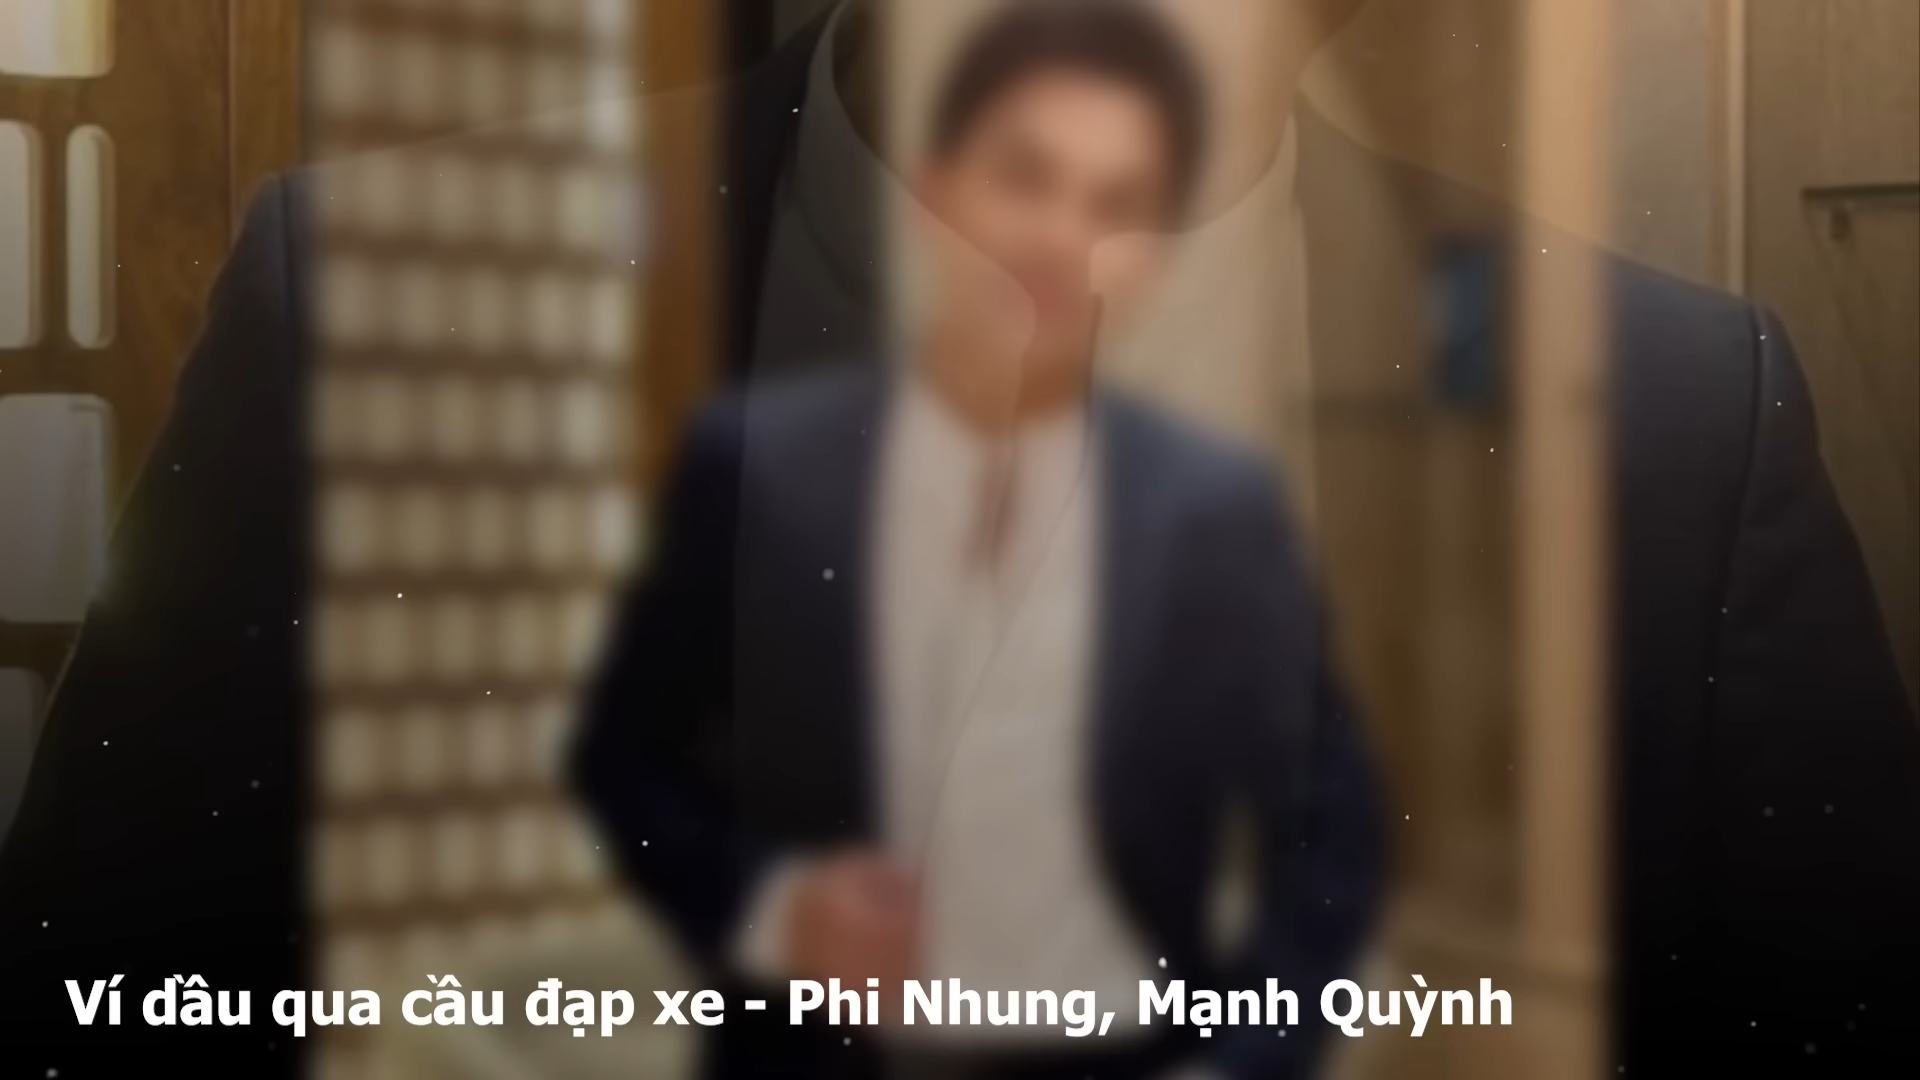 Ví dầu qua cầu đạp xe - Phi Nhung, Mạnh Quỳnh